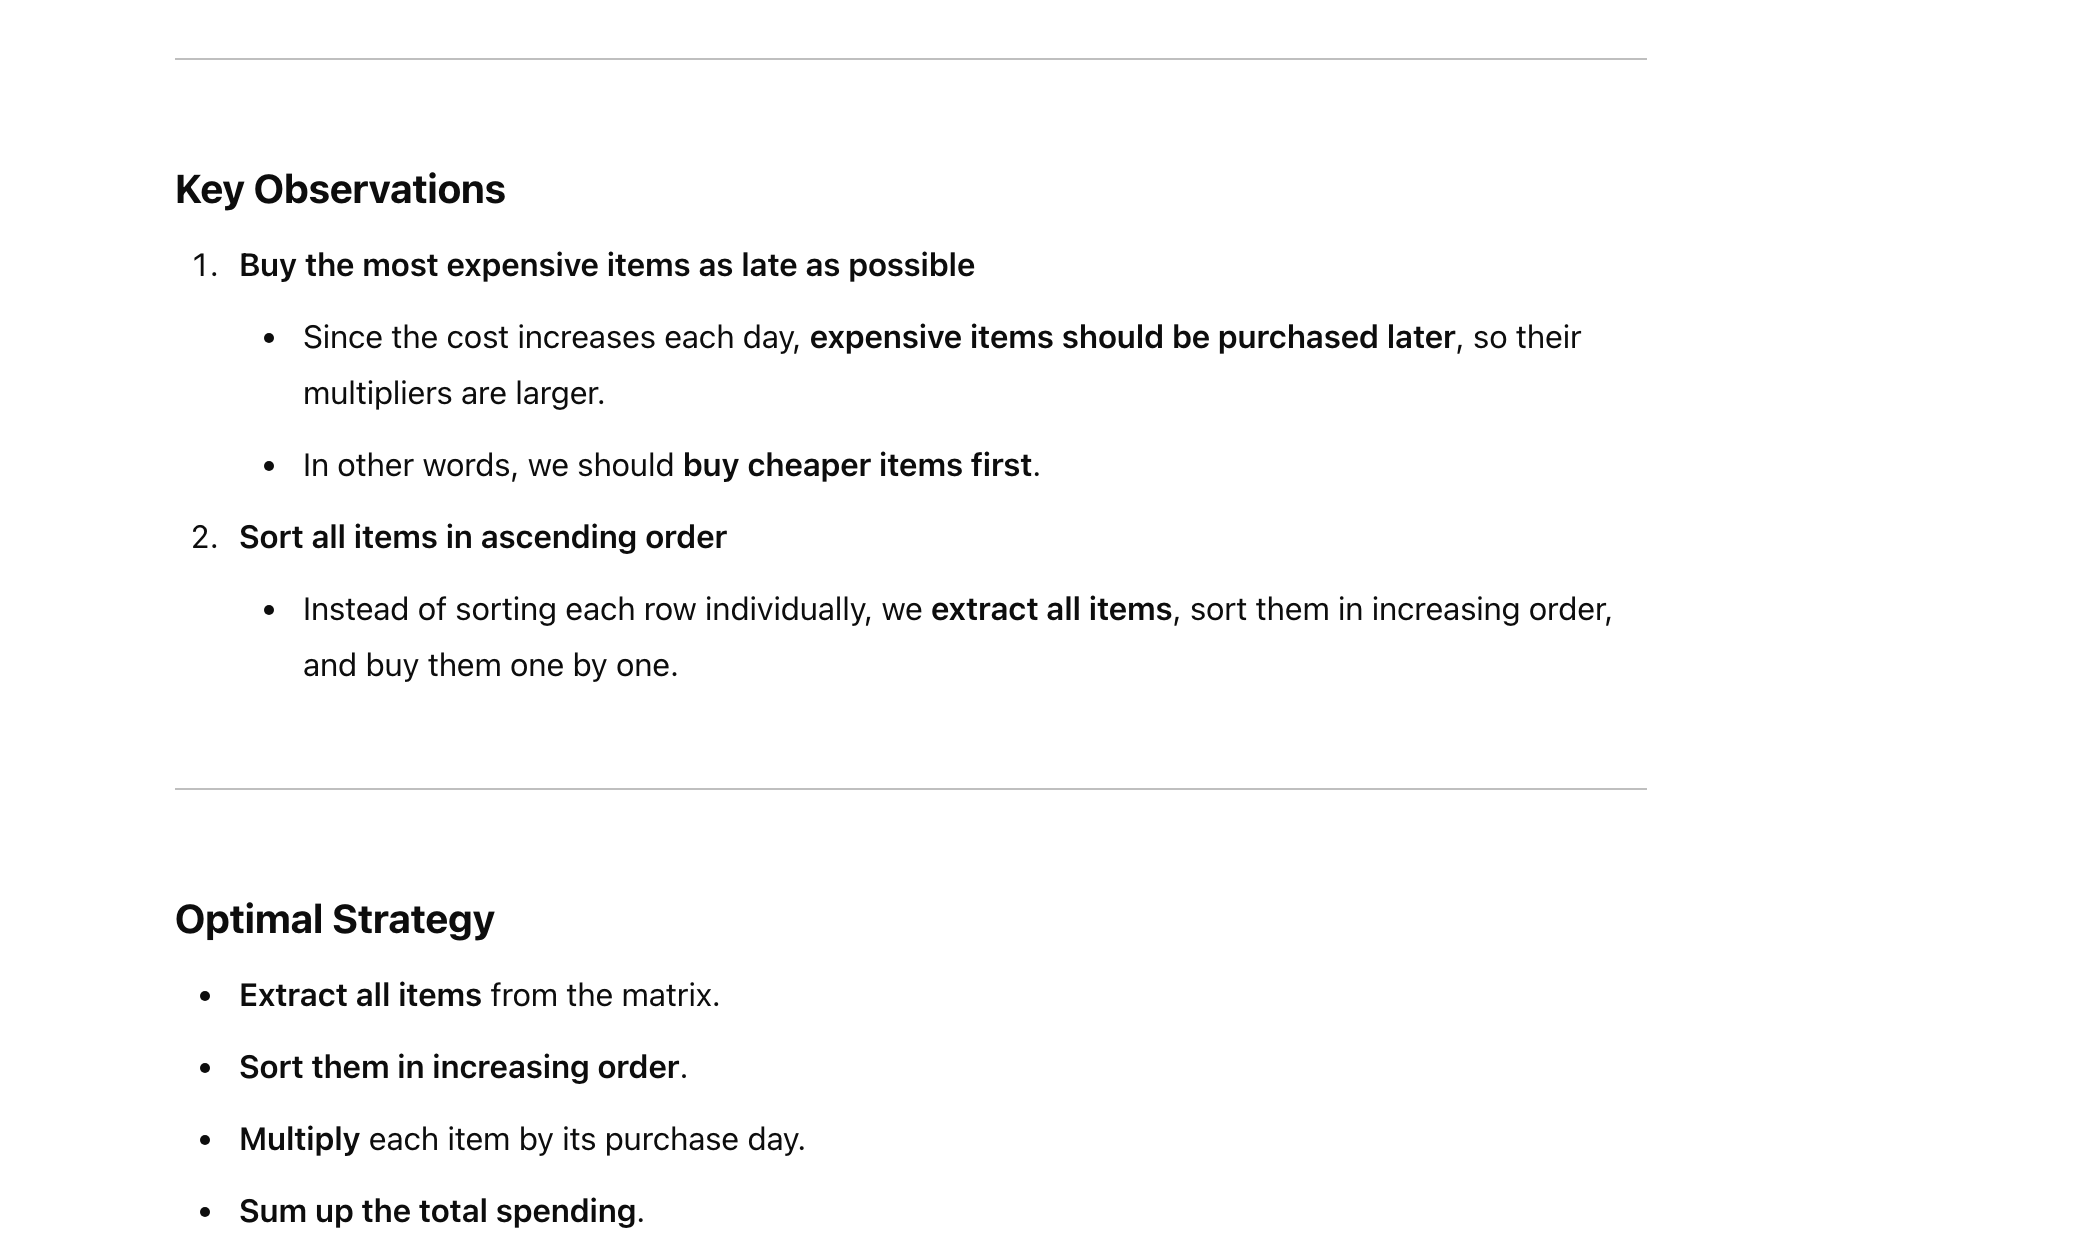 Key Observations
1. Buy the most expensive items as late as possible
• Since the cost increases each day, expensive items should be purchased later, so their
multipliers are larger.
• In other words, we should buy cheaper items first.
2. Sort all items in ascending order
• Instead of sorting each row individually, we extract all items, sort them in increasing order,
and buy them one by one.
Optimal Strategy
• Extract all items from the matrix.
• Sort them in increasing order.
• Multiply each item by its purchase day.
• Sum up the total spending.